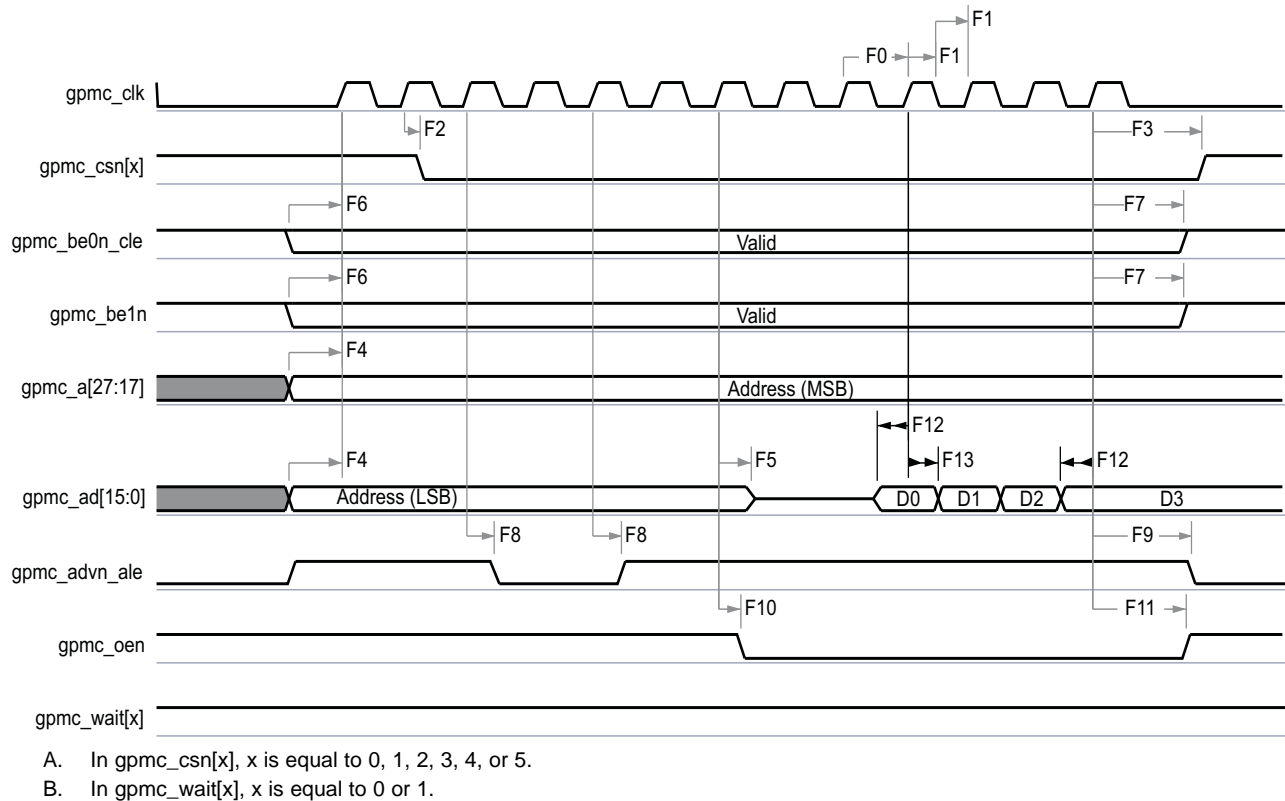 F1
F0 F1
gpmc_clk
F2 F3
gpmc_csn[x]
F6 F7
gpmc_be0n_cle
Valid
F6 F7
gpmc_be1n
Valid
F4
gpmc_a[27:17]
Address (MSB)
F12
F4 F5 F13 F12
gpmc_ad[15:0]
Address (LSB) D0 D1 D2 D3
F8 F8 F9
gpmc_advn_ale
F10 F11
gpmc_oen
gpmc_wait[x]
A. In gpmc_csn[x], x is equal to 0, 1, 2, 3, 4, or 5.
B. In gpmc_wait[x], x is equal to 0 or 1.